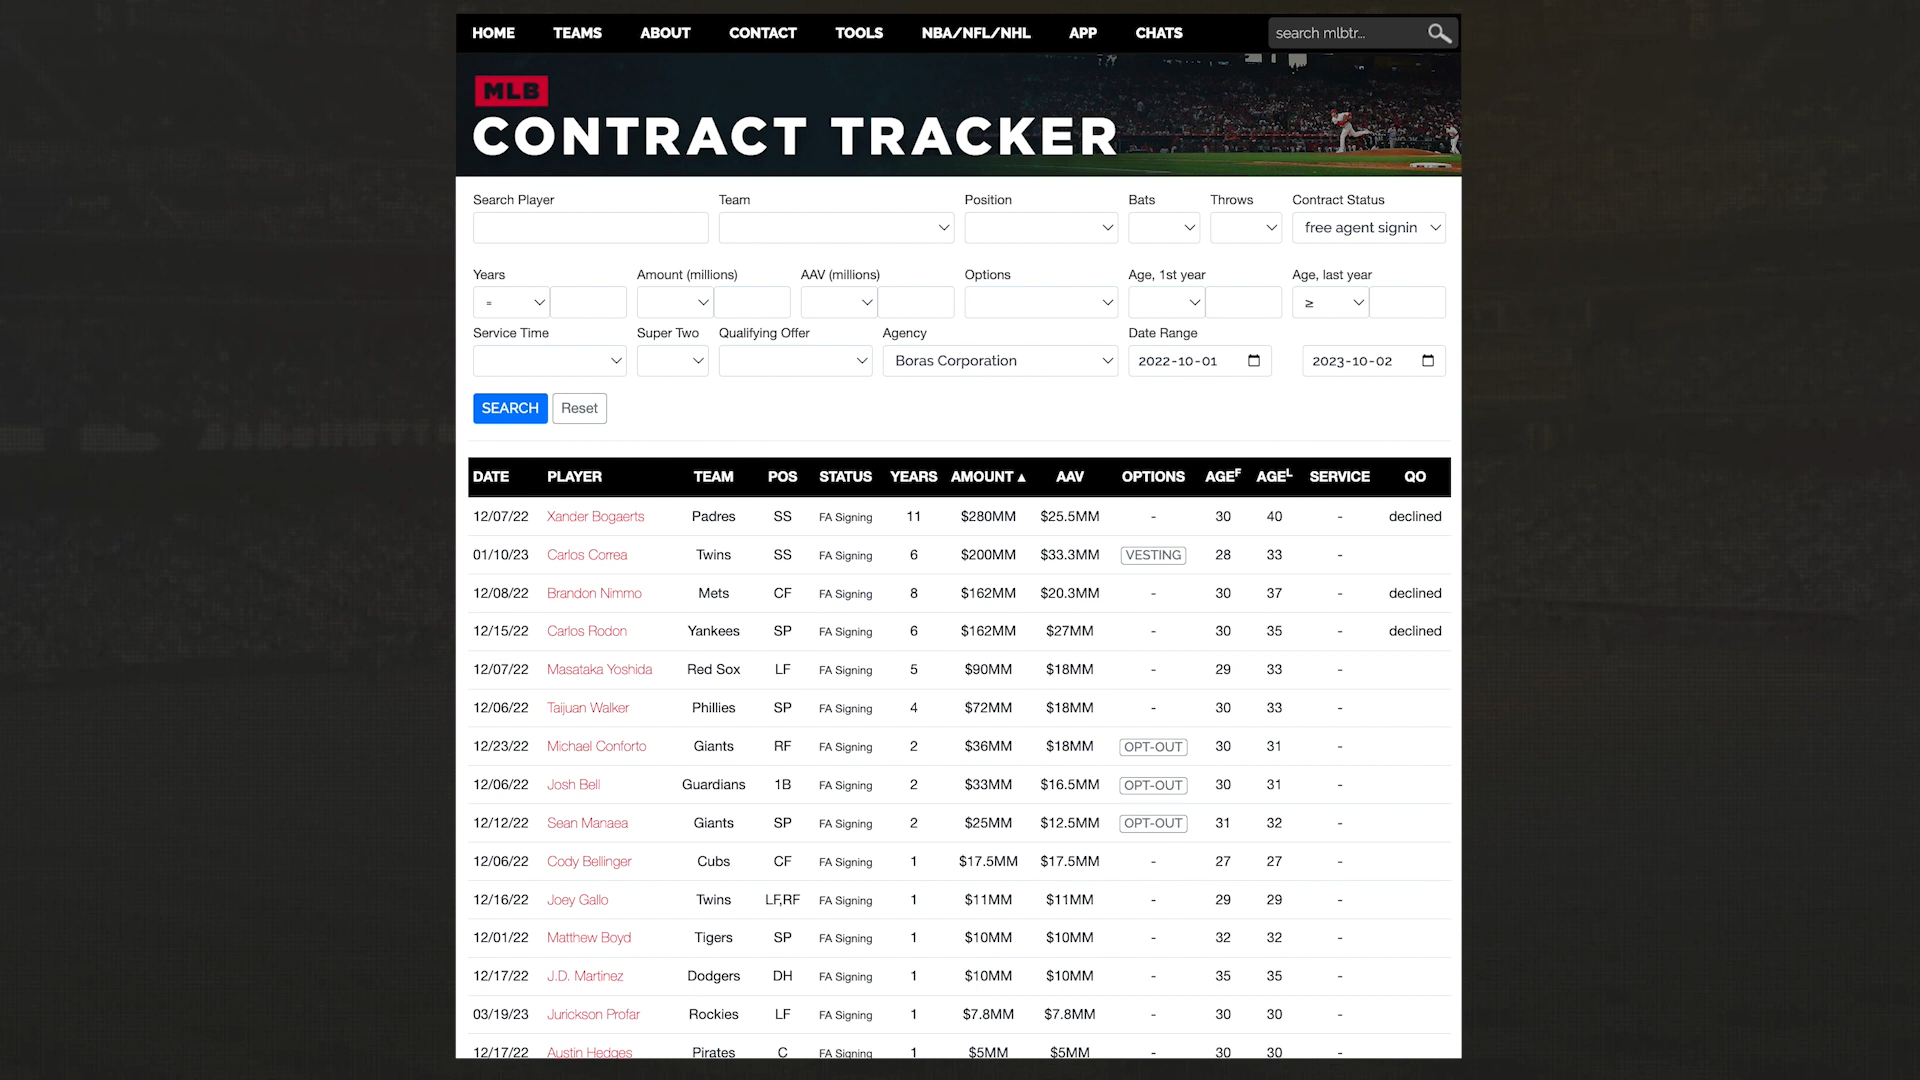 HOME TEAMS ABOUT CONTACT TOOLS NBA/NFL/NHL APP CHATS search mlbtr...
MLB
CONTRACT TRACKER
Search Player Team Position Bats Throws Contract Status
free agent signin
Years Amount (millions) AAV (millions) Options Age, 1st year Age, last year
= ≥
Service Time Super Two Qualifying Offer Agency Date Range
Boras Corporation 2022-10-01 2023-10-02
SEARCH Reset
DATE PLAYER TEAM POS STATUS YEARS AMOUNT ▲ AAV OPTIONS AGEF AGEL SERVICE QO
12/07/22 Xander Bogaerts Padres SS FA Signing 11 $280MM $25.5MM - 30 40 - declined
01/10/23 Carlos Correa Twins SS FA Signing 6 $200MM $33.3MM VESTING 28 33 -
12/08/22 Brandon Nimmo Mets CF FA Signing 8 $162MM $20.3MM - 30 37 - declined
12/15/22 Carlos Rodon Yankees SP FA Signing 6 $162MM $27MM - 30 35 - declined
12/07/22 Masataka Yoshida Red Sox LF FA Signing 5 $90MM $18MM - 29 33 -
12/06/22 Taijuan Walker Phillies SP FA Signing 4 $72MM $18MM - 30 33 -
12/23/22 Michael Conforto Giants RF FA Signing 2 $36MM $18MM OPT-OUT 30 31 -
12/06/22 Josh Bell Guardians 1B FA Signing 2 $33MM $16.5MM OPT-OUT 30 31 -
12/12/22 Sean Manaea Giants SP FA Signing 2 $25MM $12.5MM OPT-OUT 31 32 -
12/06/22 Cody Bellinger Cubs CF FA Signing 1 $17.5MM $17.5MM - 27 27 -
12/16/22 Joey Gallo Twins LF,RF FA Signing 1 $11MM $11MM - 29 29 -
12/01/22 Matthew Boyd Tigers SP FA Signing 1 $10MM $10MM - 32 32 -
12/17/22 J.D. Martinez Dodgers DH FA Signing 1 $10MM $10MM - 35 35 -
03/19/23 Jurickson Profar Rockies LF FA Signing 1 $7.8MM $7.8MM - 30 30 -
12/17/22 Austin Hedges Pirates C FA Signing 1 $5MM $5MM - 30 30 -